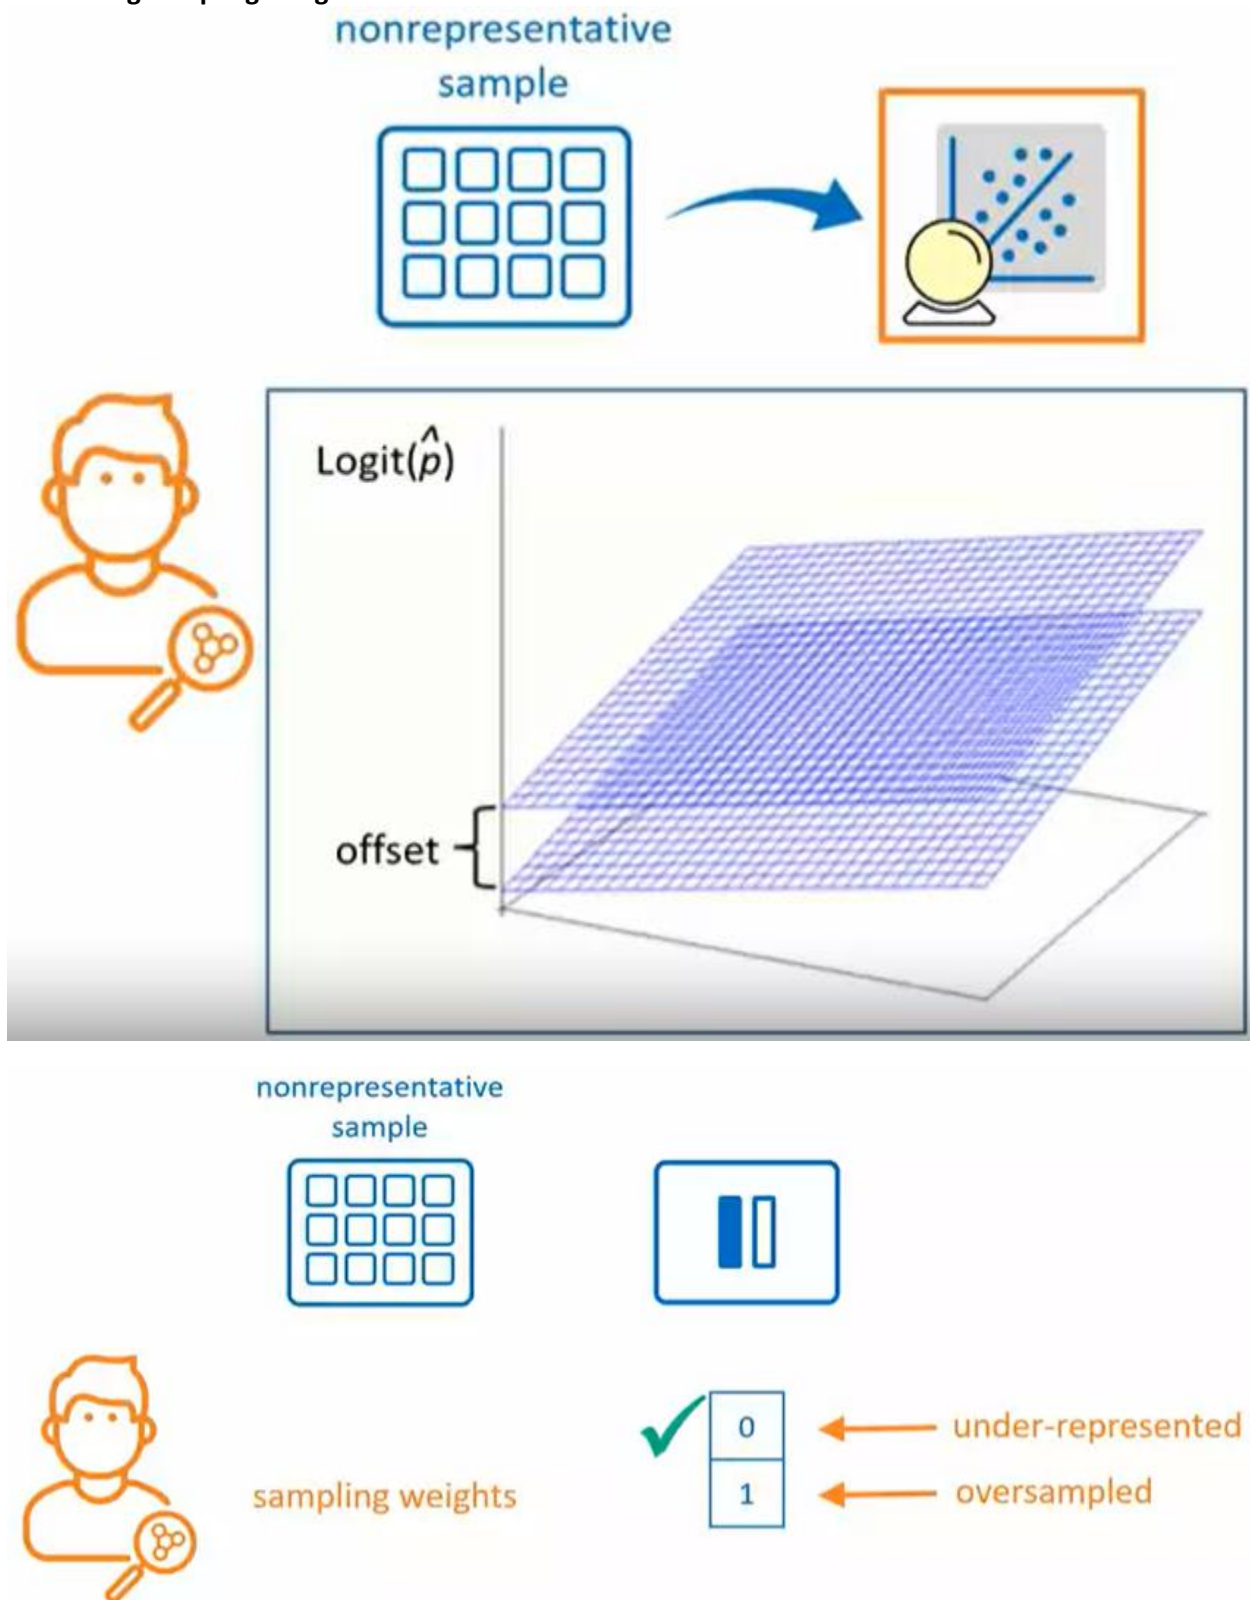 nonrepresentative
sample
Logit(p̂)
offset
nonrepresentative
sample
0
under-represented
sampling weights
1
oversampled